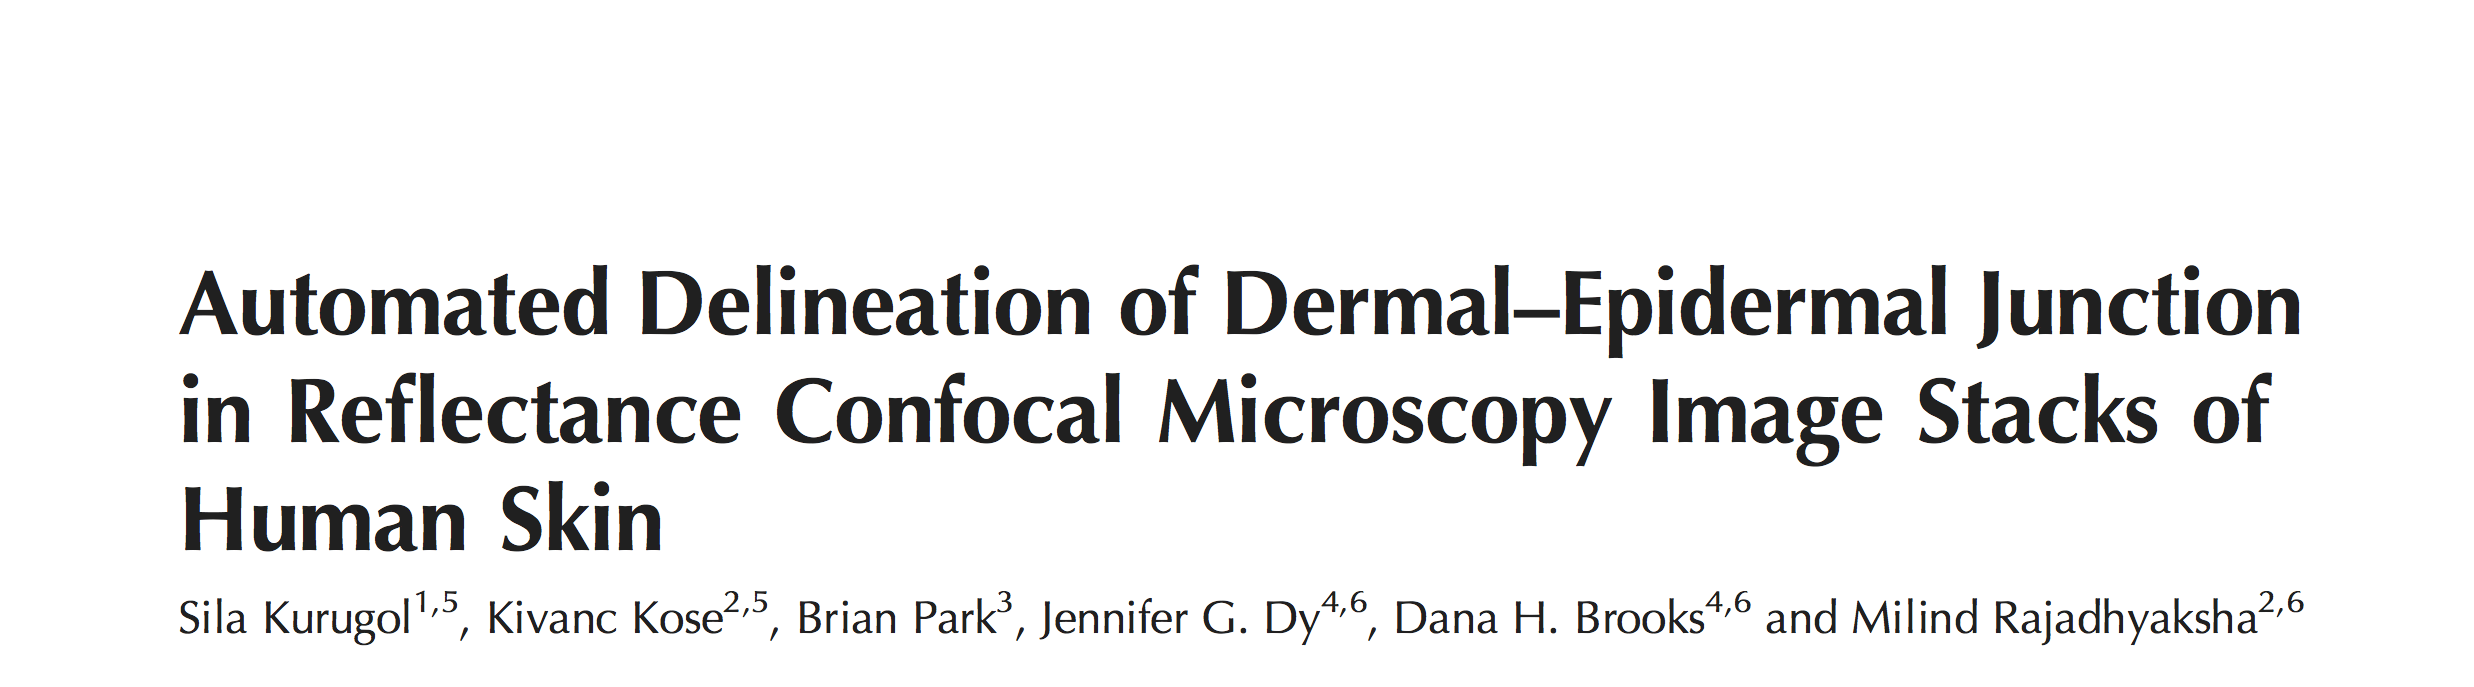 Automated Delineation of Dermal–Epidermal Junction
in Reflectance Confocal Microscopy Image Stacks of
Human Skin
Sila Kurugol1,5, Kivanc Kose2,5, Brian Park3, Jennifer G. Dy4,6, Dana H. Brooks4,6 and Milind Rajadhyaksha2,6